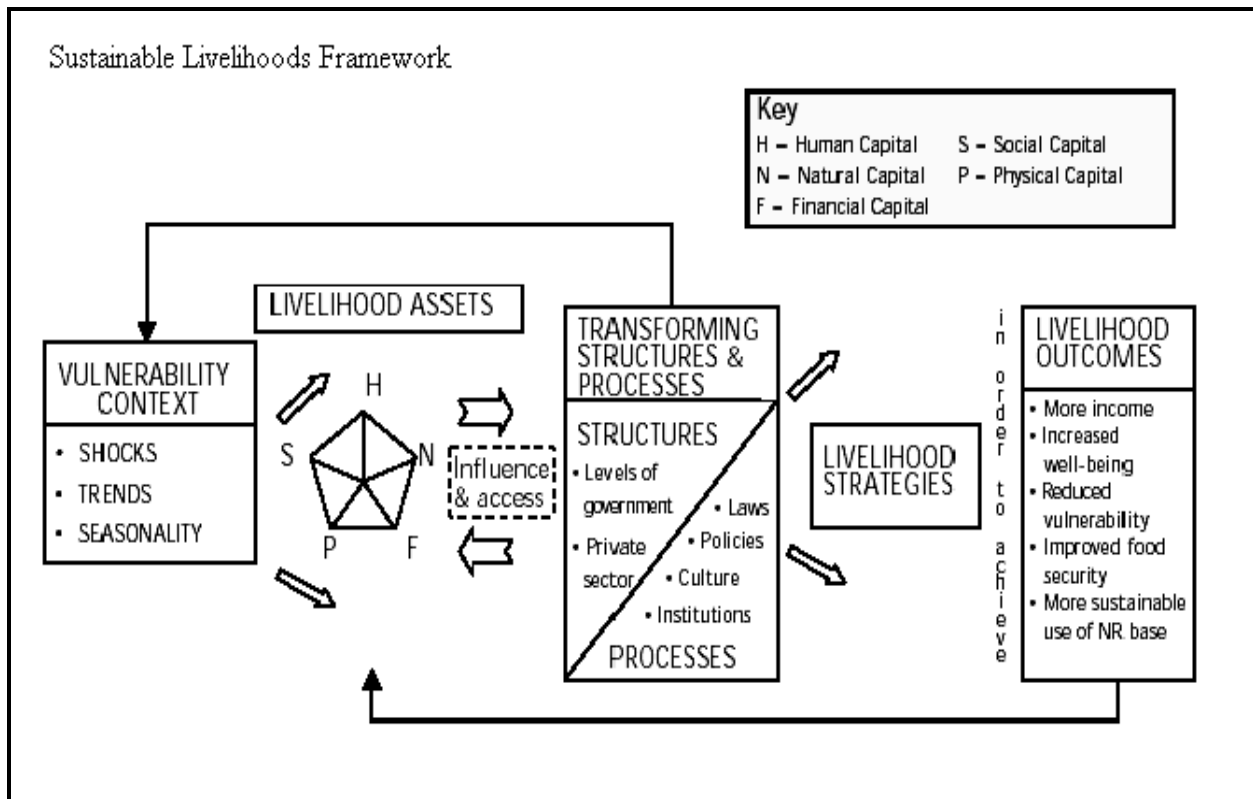 Sustainable Livelihoods Framework
Key
H – Human Capital S – Social Capital
N – Natural Capital P – Physical Capital
F – Financial Capital
LIVELIHOOD ASSETS
VULNERABILITY
CONTEXT
• SHOCKS
• TRENDS
• SEASONALITY
H
S
N
P
F
Influence
& access
TRANSFORMING
STRUCTURES &
PROCESSES
STRUCTURES
• Levels of
government
• Private
sector
• Laws
• Policies
• Culture
• Institutions
PROCESSES
LIVELIHOOD
STRATEGIES
in order to achieve
LIVELIHOOD
OUTCOMES
• More income
• Increased
well-being
• Reduced
vulnerability
• Improved food
security
• More sustainable
use of NR base